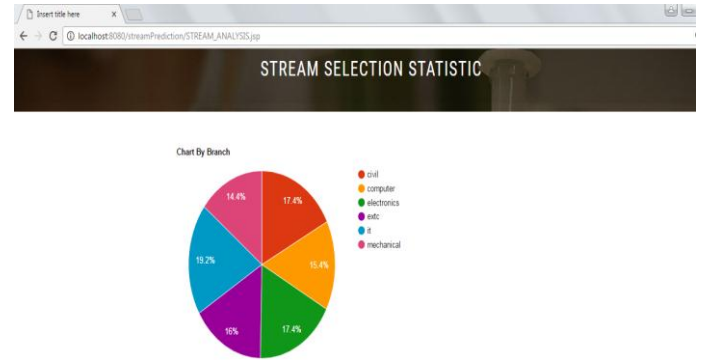 Insert title here
localhost:8080/streamPrediction/STREAM_ANALYSIS.jsp
STREAM SELECTION STATISTIC
Chart By Branch
civil
computer
electronics
extc
it
mechanical
14.4%
17.4%
19.2%
15.4%
16%
17.4%